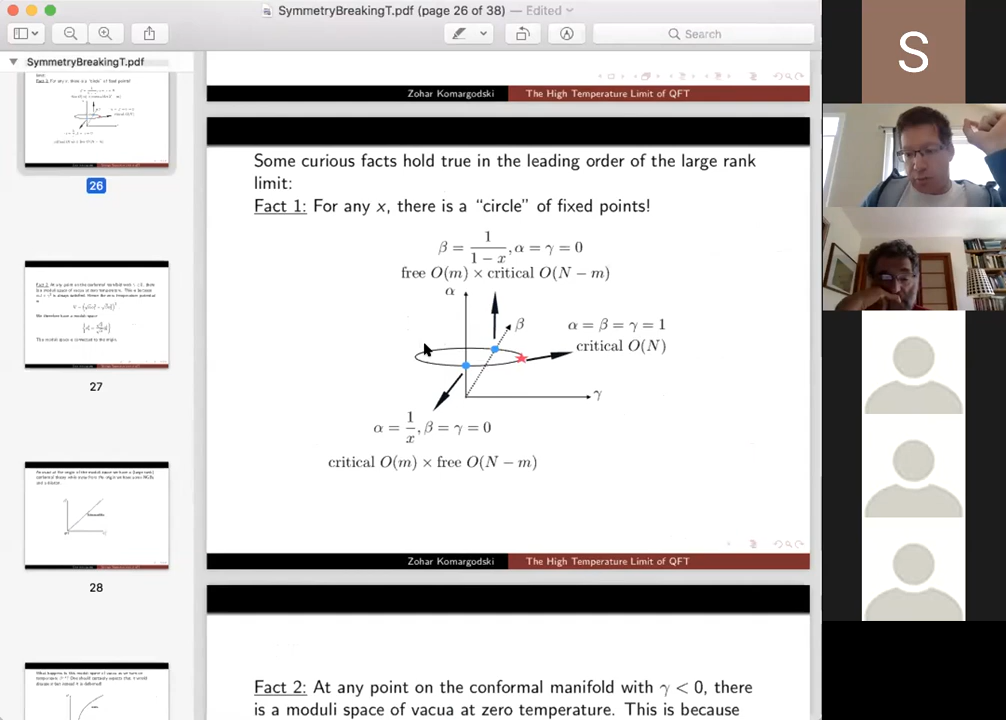 SymmetryBreakingT.pdf (page 26 of 38) — Edited
Search
SymmetryBreakingT.pdf
26
27
28
S
Zohar Komargodski
The High Temperature Limit of QFT
Some curious facts hold true in the leading order of the large rank
limit:
Fact 1: For any x, there is a “circle” of fixed points!
β = 1/(1 − x), α = γ = 0
free O(m) × critical O(N − m)
α
β
α = β = γ = 1
critical O(N)
γ
α = 1/x, β = γ = 0
critical O(m) × free O(N − m)
Zohar Komargodski
The High Temperature Limit of QFT
Fact 2: At any point on the conformal manifold with γ < 0, there
is a moduli space of vacua at zero temperature. This is because